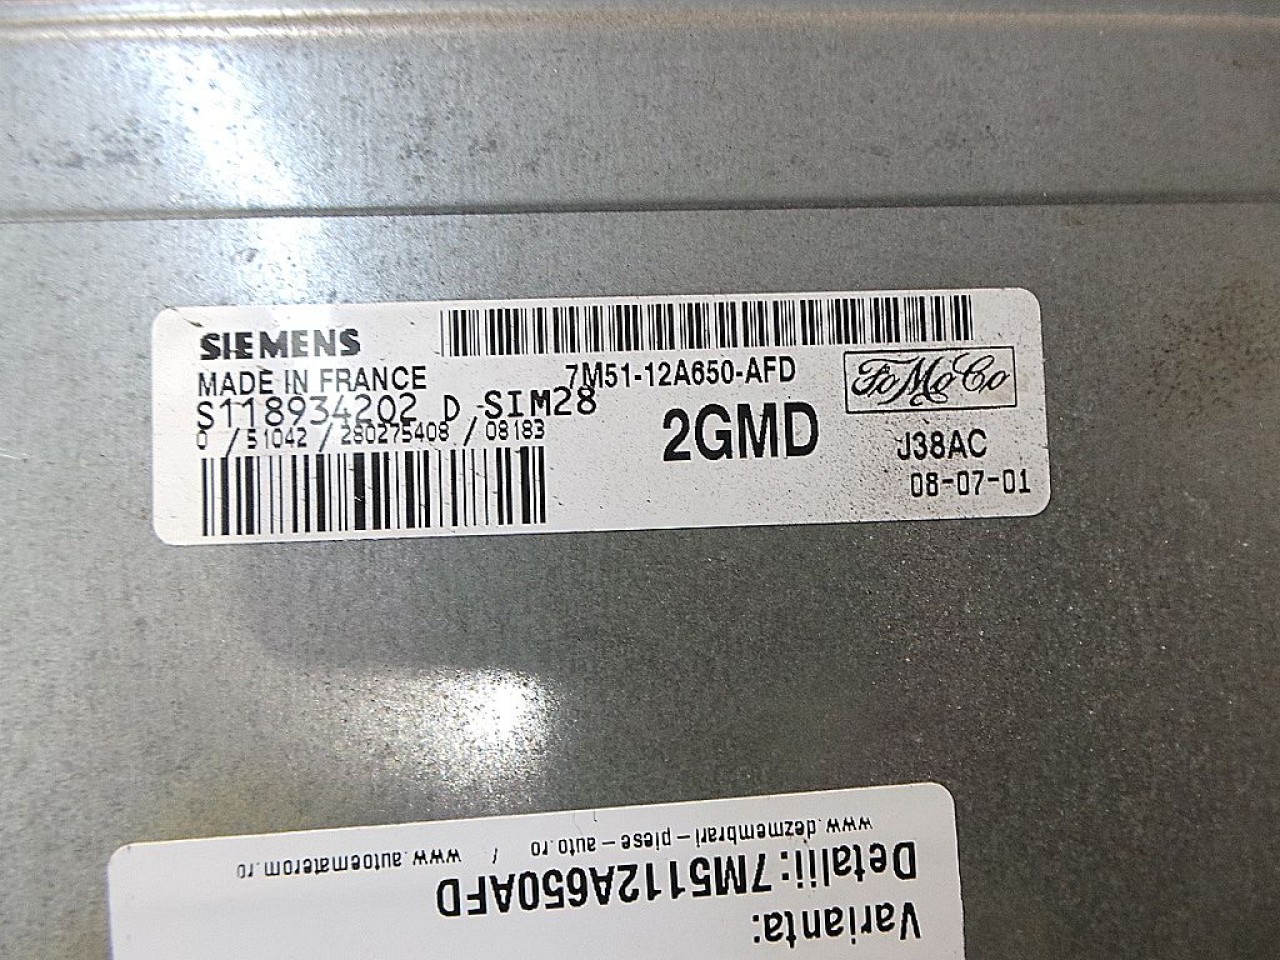 SIEMENS
MADE IN FRANCE
7M51-12A650-AFD
FoMoCo
S118934202 D SIM28
0 /51042 /280275408 / 08183
2GMD
J38AC
08-07-01
Varianta:
Detalii:7M5112A650AFD
www.dezmembrari-piese-auto.ro / www.autoematerom.ro